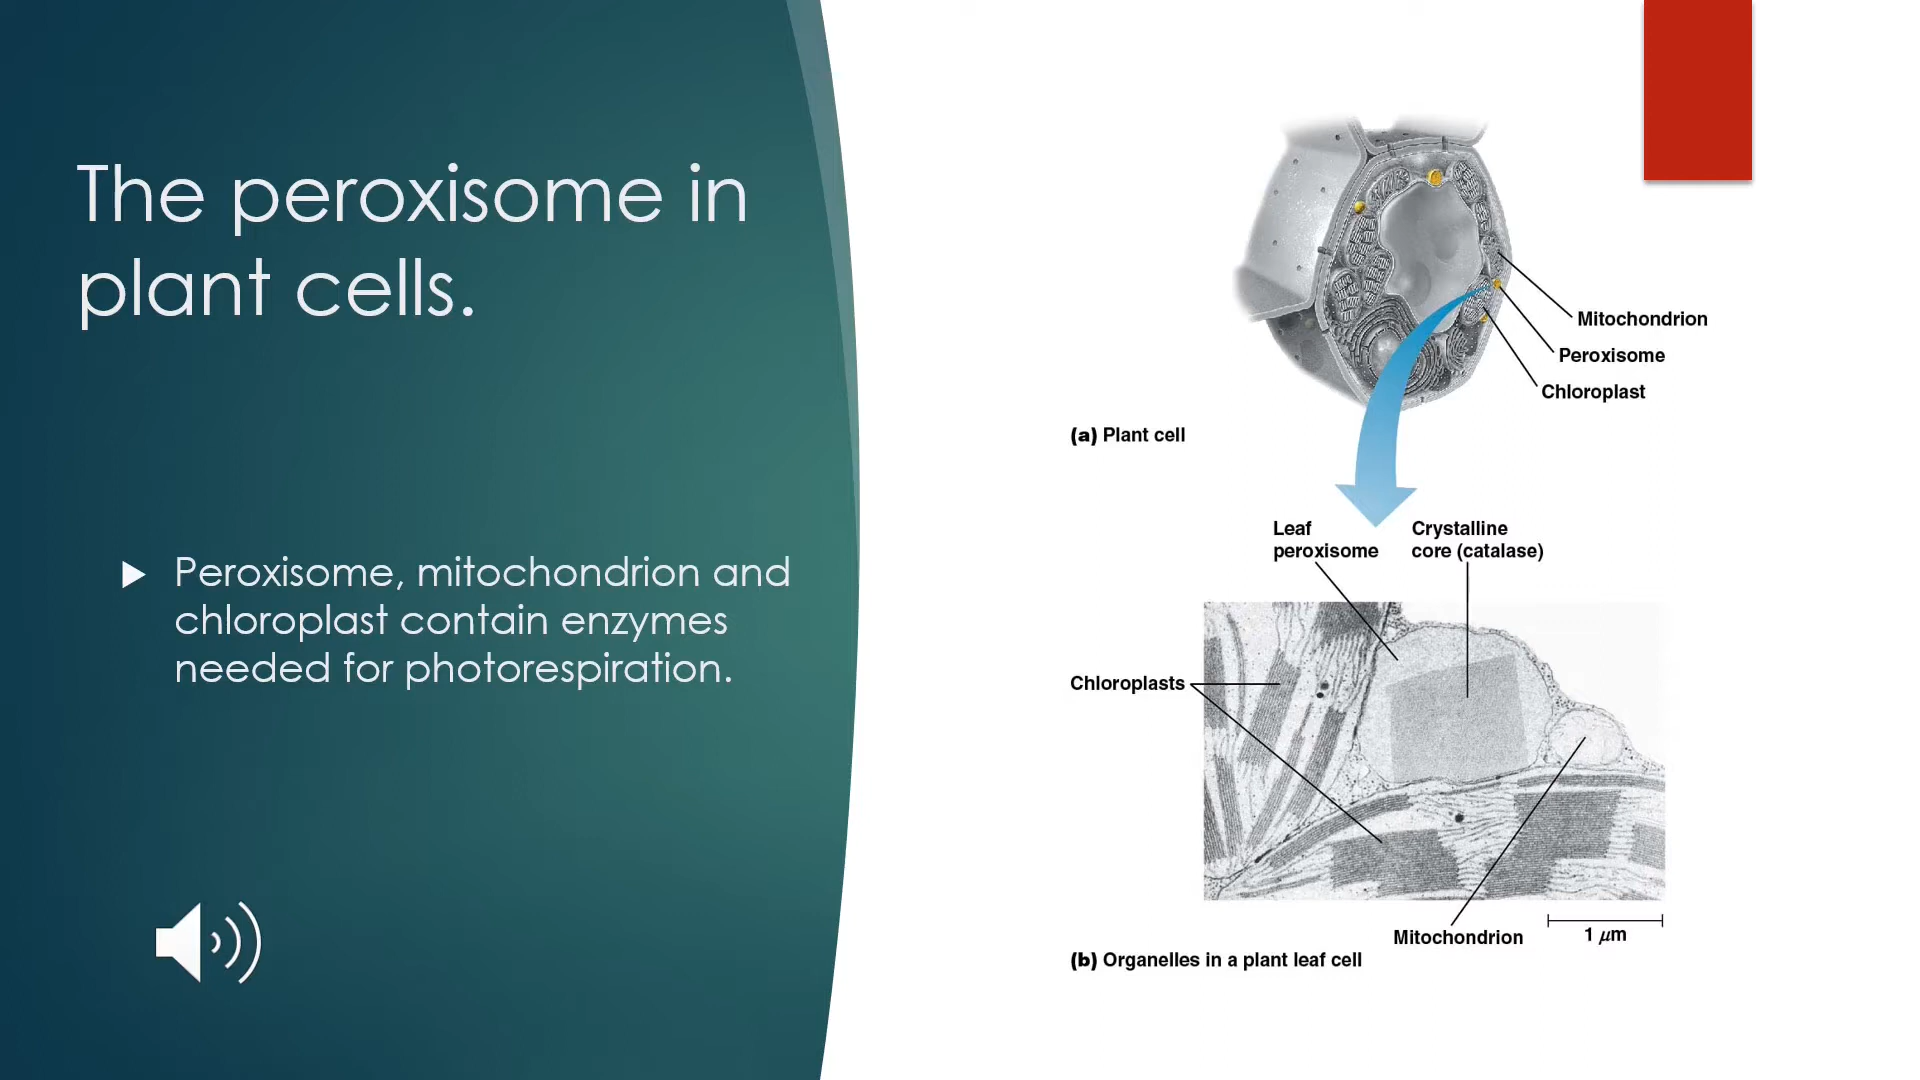 The peroxisome in
plant cells.
Peroxisome, mitochondrion and
chloroplast contain enzymes
needed for photorespiration.
Mitochondrion
Peroxisome
Chloroplast
(a) Plant cell
Leaf
peroxisome
Crystalline
core (catalase)
Chloroplasts
Mitochondrion
1 μm
(b) Organelles in a plant leaf cell